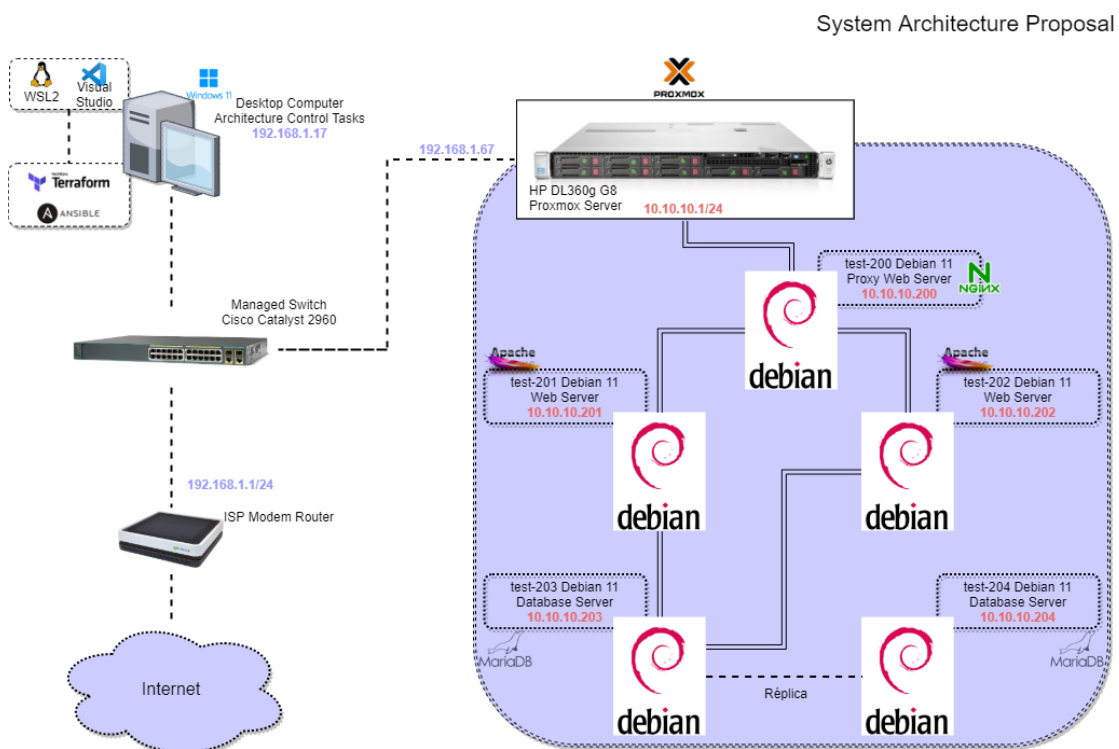 System Architecture Proposal
WSL2
Visual
Studio
Windows 11
Desktop Computer
Architecture Control Tasks
192.168.1.17
HashiCorp
Terraform
ANSIBLE
PROXMOX
192.168.1.67
HP DL360g G8
Proxmox Server
10.10.10.1/24
test-200 Debian 11
Proxy Web Server
10.10.10.200
NGINX
debian
Managed Switch
Cisco Catalyst 2960
Apache
test-201 Debian 11
Web Server
10.10.10.201
debian
Apache
test-202 Debian 11
Web Server
10.10.10.202
debian
192.168.1.1/24
ISP Modem Router
test-203 Debian 11
Database Server
10.10.10.203
MariaDB
debian
test-204 Debian 11
Database Server
10.10.10.204
MariaDB
debian
Réplica
Internet